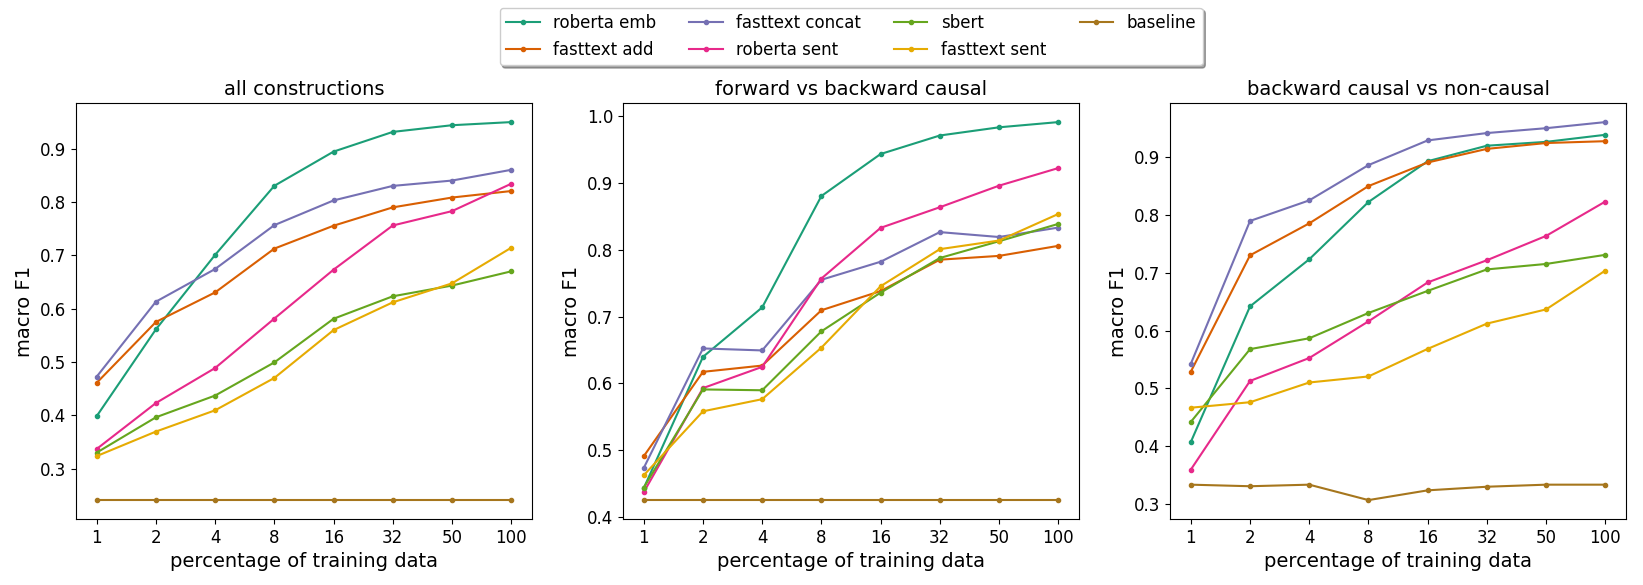 roberta emb fasttext concat sbert baseline
fasttext add roberta sent fasttext sent
all constructions
0.9
0.8
0.7
0.6
0.5
0.4
0.3
macro F1
1 2 4 8 16 32 50 100
percentage of training data
forward vs backward causal
1.0
0.9
0.8
0.7
0.6
0.5
0.4
macro F1
1 2 4 8 16 32 50 100
percentage of training data
backward causal vs non-causal
0.9
0.8
0.7
0.6
0.5
0.4
0.3
macro F1
1 2 4 8 16 32 50 100
percentage of training data